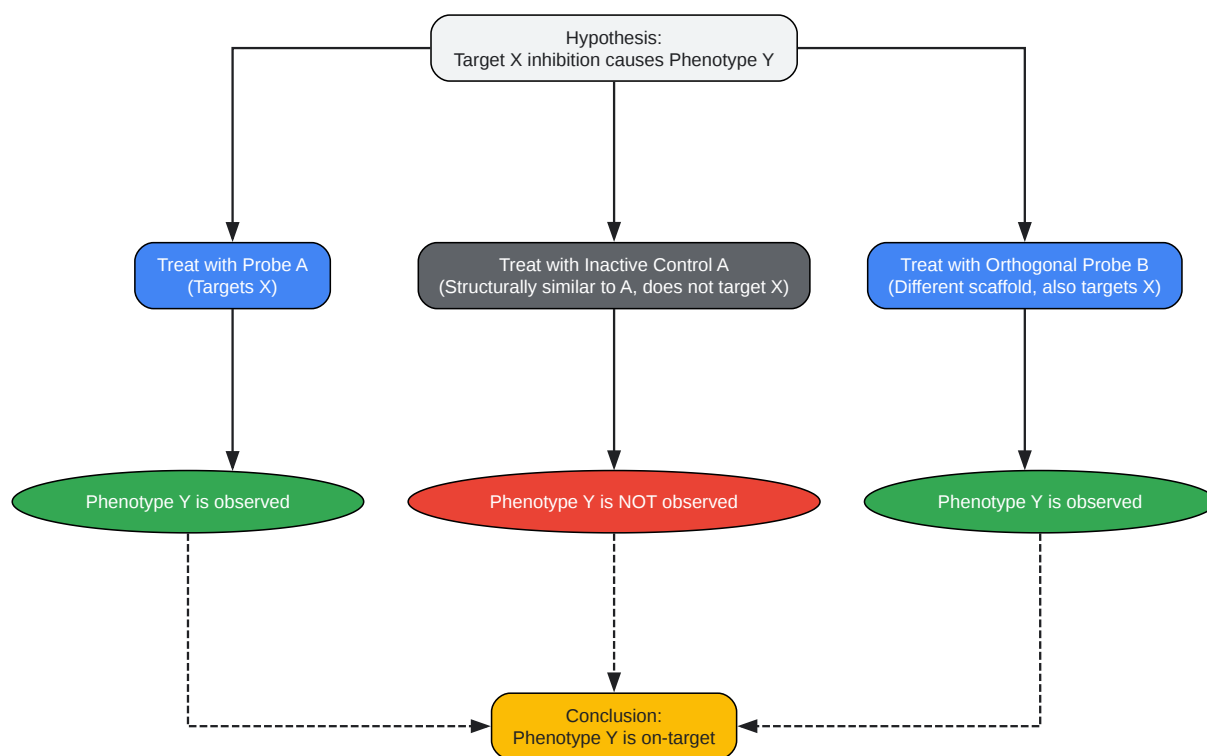 Hypothesis:
Target X inhibition causes Phenotype Y
Treat with Probe A
(Targets X)
Treat with Inactive Control A
(Structurally similar to A, does not target X)
Treat with Orthogonal Probe B
(Different scaffold, also targets X)
Phenotype Y is observed
Phenotype Y is NOT observed
Phenotype Y is observed
Conclusion:
Phenotype Y is on-target